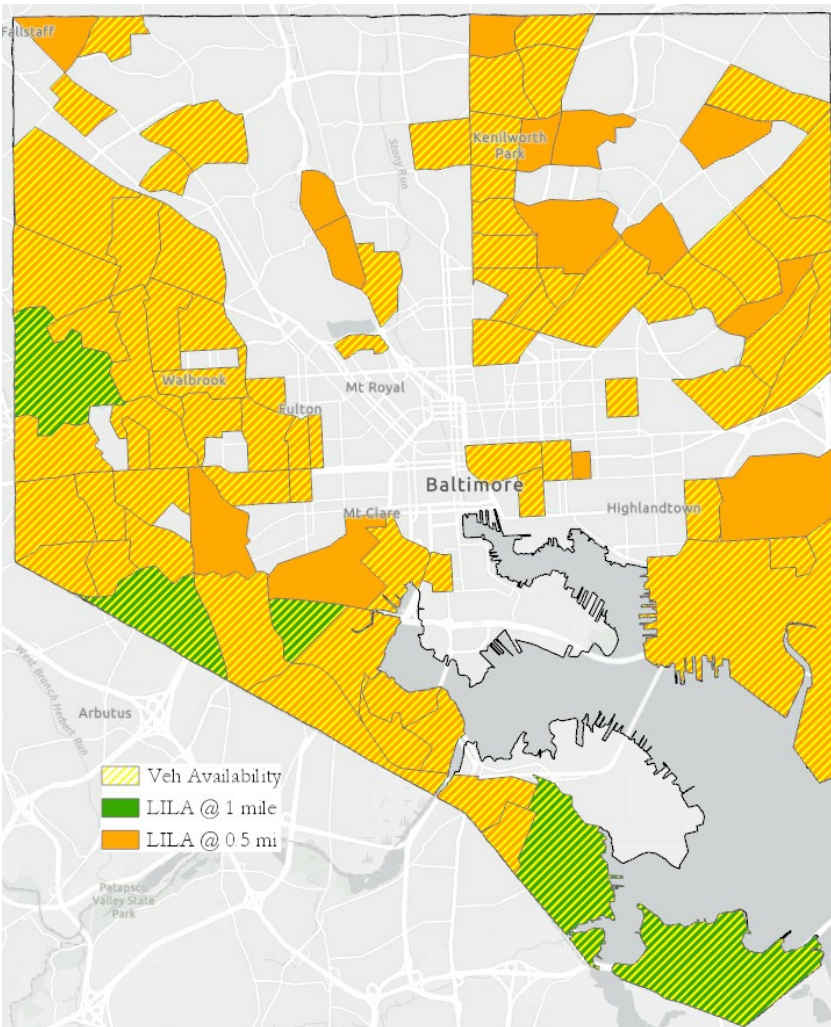 Fallstaff
Stony Run
Kenilworth
Park
Walbrook
Mt Royal
Fulton
Baltimore
Highlandtown
Mt Clare
West Branch Herbert Run
Arbutus
Veh Availability
LILA @ 1 mile
LILA @ 0.5 mi
Patapsco
Valley State
Park